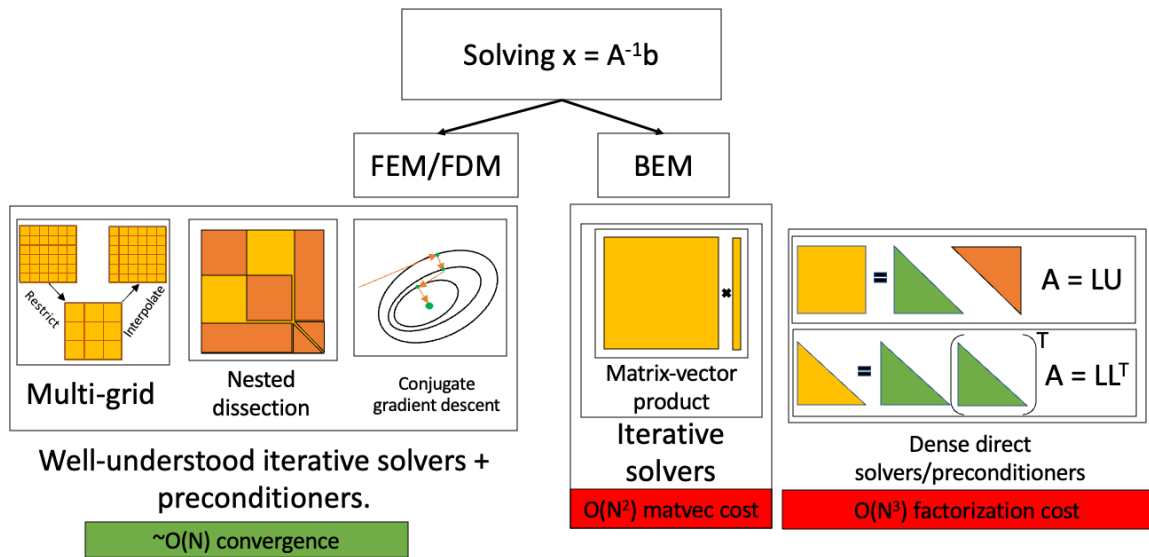 Solving x = A⁻¹b
FEM/FDM
BEM
Restrict
Interpolate
Multi-grid
Nested
dissection
Conjugate
gradient descent
Well-understood iterative solvers +
preconditioners.
~O(N) convergence
Matrix-vector
product
Iterative
solvers
O(N²) matvec cost
=
A = LU
=
T
A = LLᵀ
Dense direct
solvers/preconditioners
O(N³) factorization cost